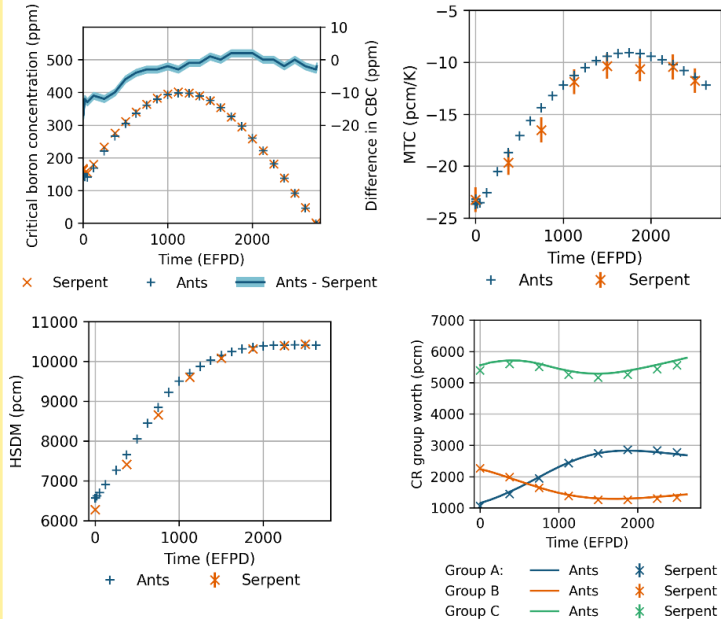 Critical boron concentration (ppm)
500
400
300
200
100
0
10
0
−10
−20
Difference in CBC (ppm)
0 1000 2000
Time (EFPD)
Serpent Ants Ants - Serpent
MTC (pcm/K)
−5
−10
−15
−20
−25
0 1000 2000
Time (EFPD)
Ants Serpent
HSDM (pcm)
11000
10000
9000
8000
7000
6000
0 1000 2000
Time (EFPD)
Ants Serpent
CR group worth (pcm)
7000
6000
5000
4000
3000
2000
1000
0 1000 2000
Time (EFPD)
Group A: Ants Serpent
Group B Ants Serpent
Group C Ants Serpent